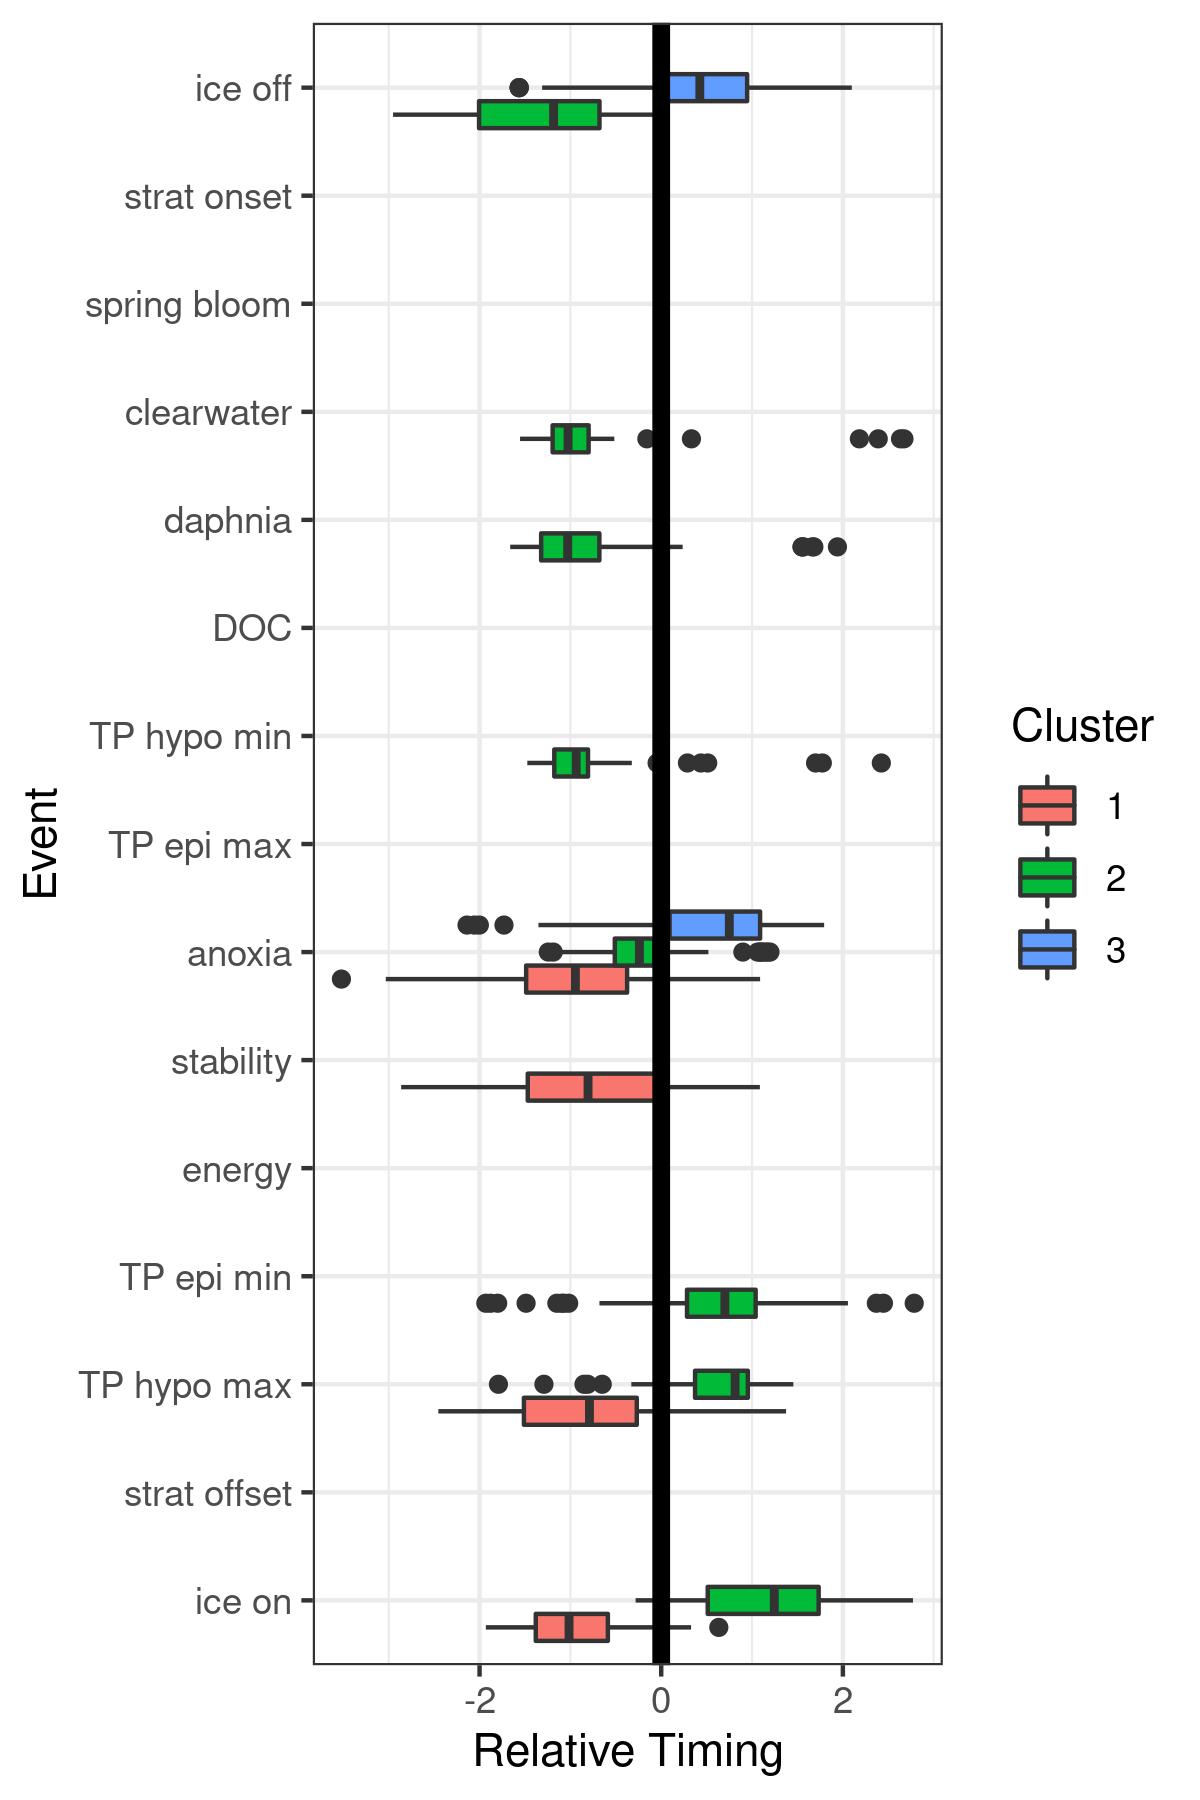 ice off
strat onset
spring bloom
clearwater
daphnia
DOC
TP hypo min
TP epi max
anoxia
stability
energy
TP epi min
TP hypo max
strat offset
ice on
Event
-2
0
2
Relative Timing
Cluster
1
2
3